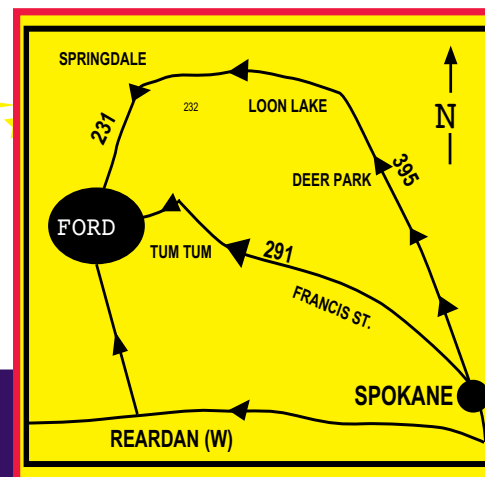 SPRINGDALE
232
LOON LAKE
N
231
395
DEER PARK
FORD
TUM TUM
291
FRANCIS ST.
SPOKANE
REARDAN (W)